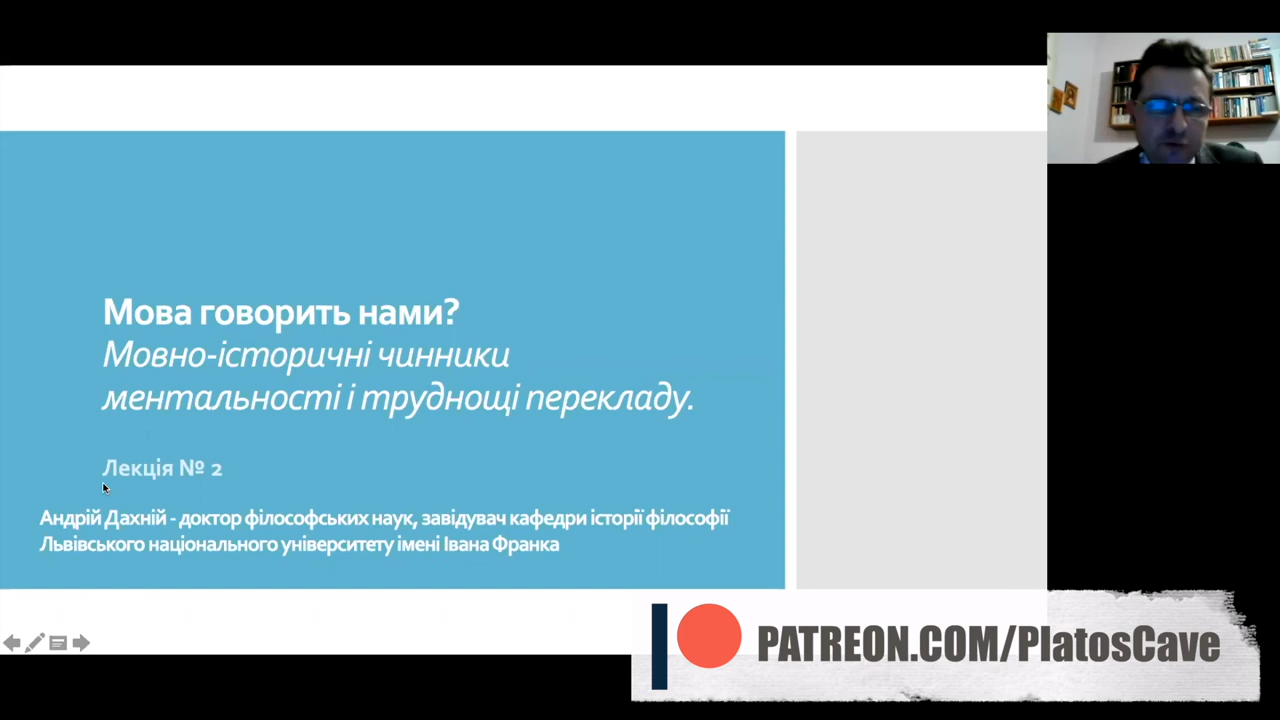 Мова говорить нами?
Мовно-історичні чинники
ментальності і труднощі перекладу.
Лекція № 2
Андрій Дахній - доктор філософських наук, завідувач кафедри історії філософії
Львівського національного університету імені Івана Франка
PATREON.COM/PlatosCave